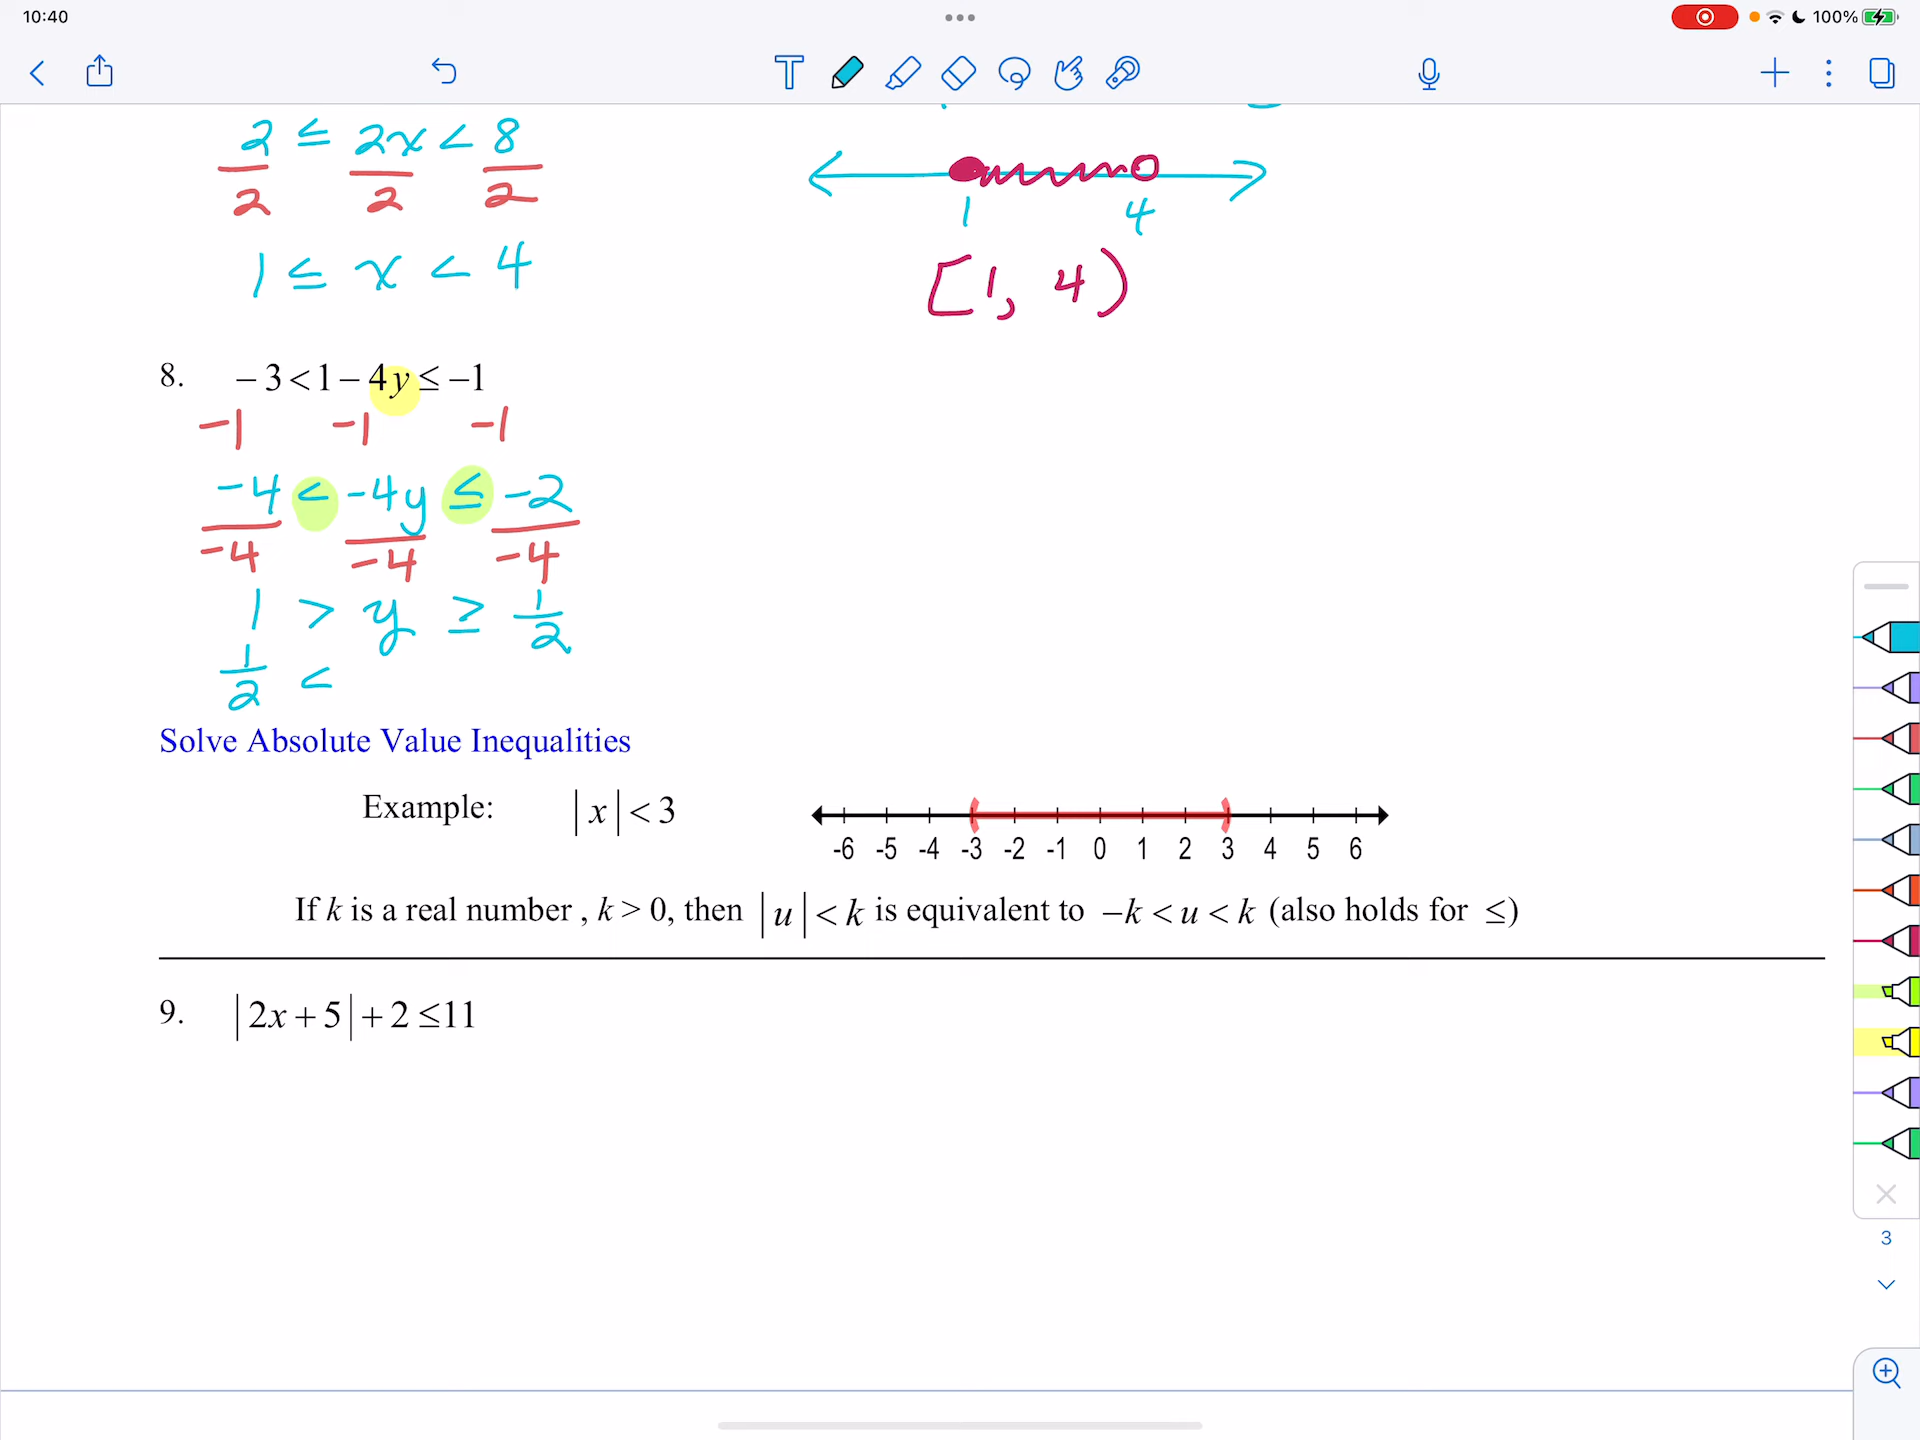 10:40
100%
2 ≤ 2x < 8
2 2 2
1 4
1 ≤ x < 4
[1, 4)
8. −3 < 1 − 4y ≤ −1
−1 −1 −1
−4 < −4y ≤ −2
−4 −4 −4
1 > y ≥ 1/2
1/2 <
Solve Absolute Value Inequalities
Example: |x| < 3
-6 -5 -4 -3 -2 -1 0 1 2 3 4 5 6
If k is a real number , k > 0, then |u| < k is equivalent to −k < u < k (also holds for ≤)
9. |2x + 5| + 2 ≤ 11
3